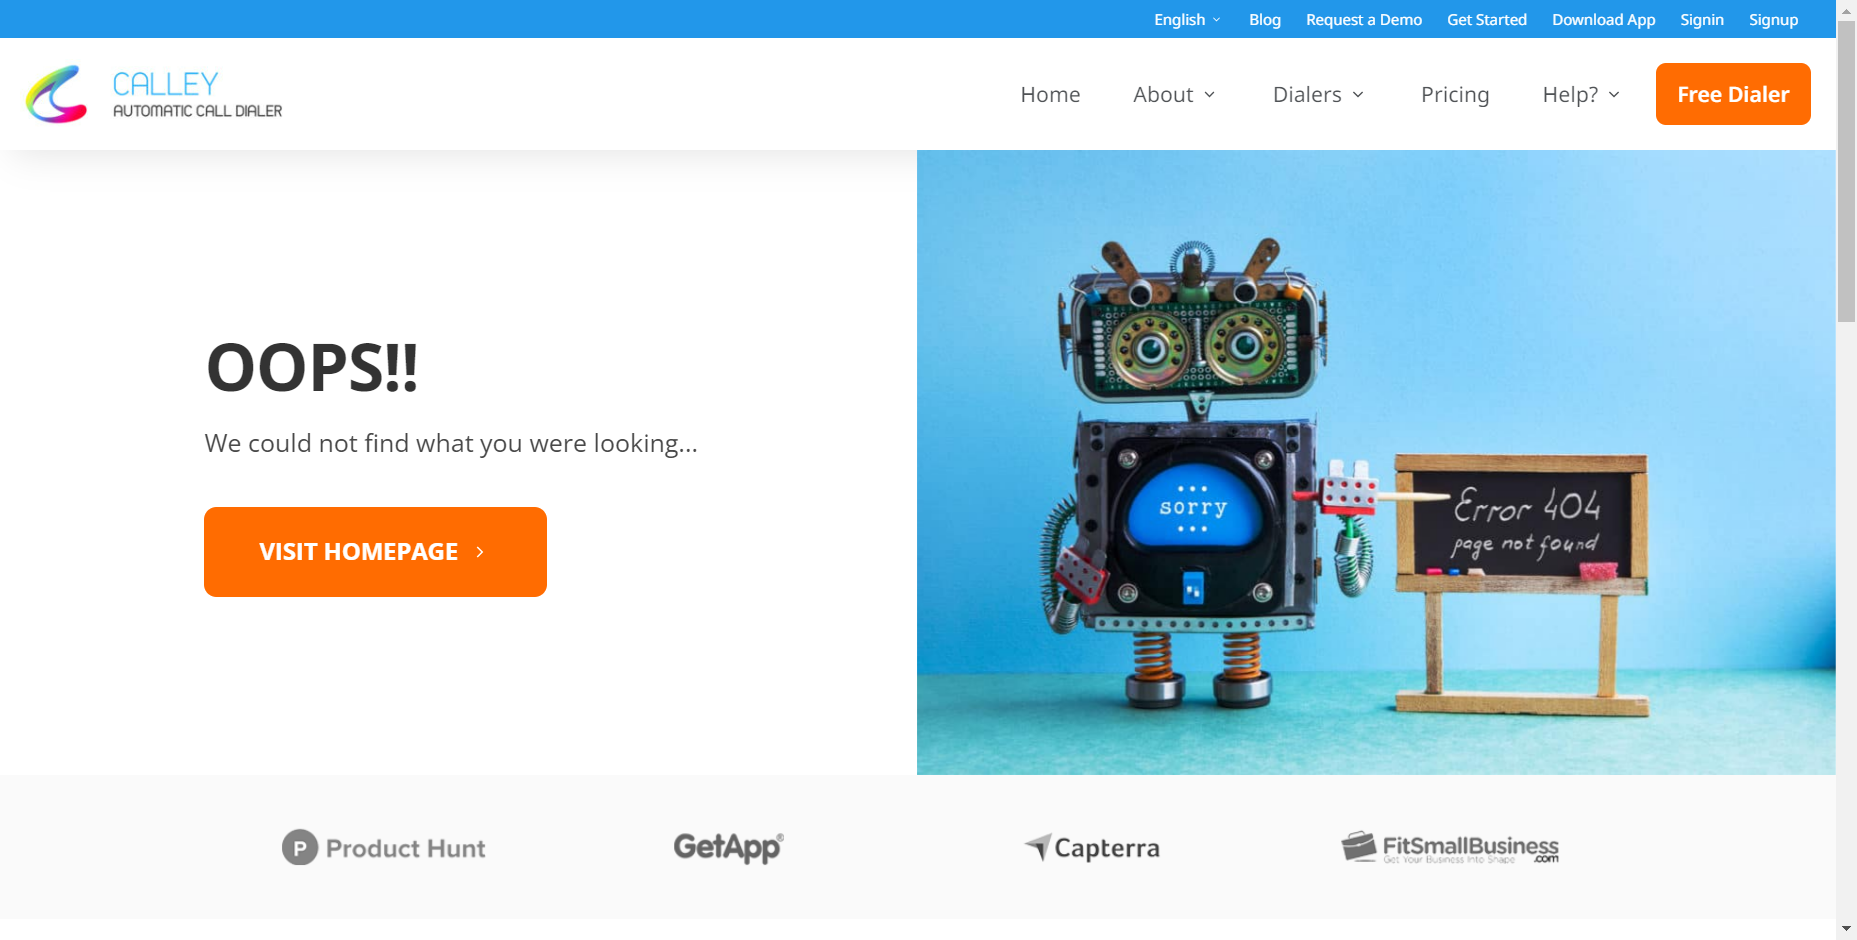 English
Blog
Request a Demo
Get Started
Download App
Signin
Signup
CALLEY
AUTOMATIC CALL DIALER
Home
About
Dialers
Pricing
Help?
Free Dialer
OOPS!!
We could not find what you were looking...
VISIT HOMEPAGE
sorry
Error 404
page not found
P Product Hunt
GetApp®
Capterra
FitSmallBusiness
Get Your Business Into Shape .com